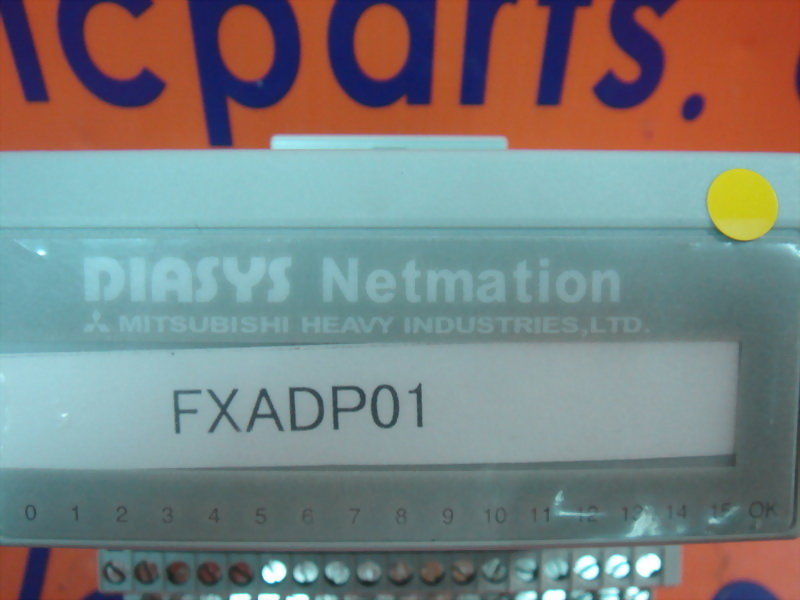 cparts.
DIASYS Netmation
MITSUBISHI HEAVY INDUSTRIES,LTD.
FXADP01
0 1 2 3 4 5 6 7 8 9 10 11 12 13 14 15 OK